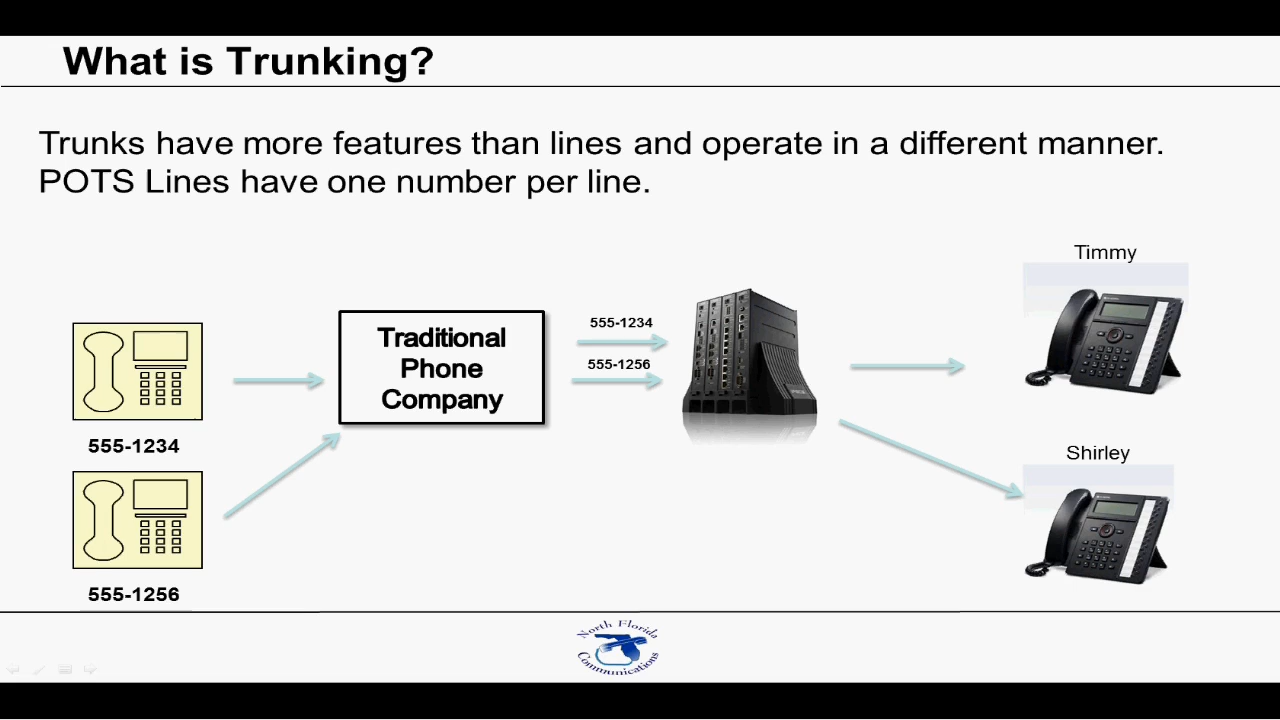 What is Trunking?
Trunks have more features than lines and operate in a different manner.
POTS Lines have one number per line.
Timmy
555-1234
Traditional
Phone
Company
555-1256
555-1234
Shirley
555-1256
North Florida
Communications